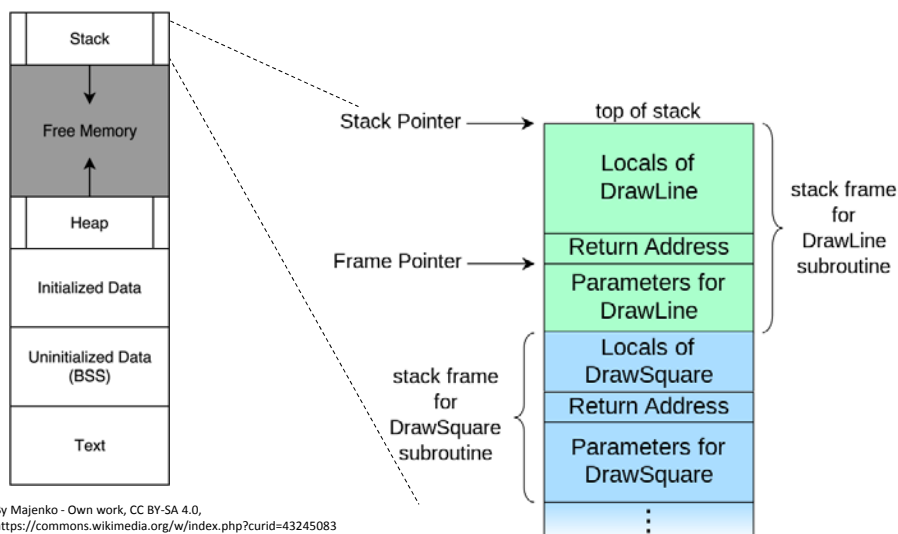 Stack
Free Memory
Heap
Initialized Data
Uninitialized Data
(BSS)
Text
y Majenko - Own work, CC BY-SA 4.0,
ttps://commons.wikimedia.org/w/index.php?curid=43245083
Stack Pointer
Frame Pointer
top of stack
Locals of
DrawLine
Return Address
Parameters for
DrawLine
stack frame
for
DrawLine
subroutine
Locals of
DrawSquare
Return Address
Parameters for
DrawSquare
stack frame
for
DrawSquare
subroutine